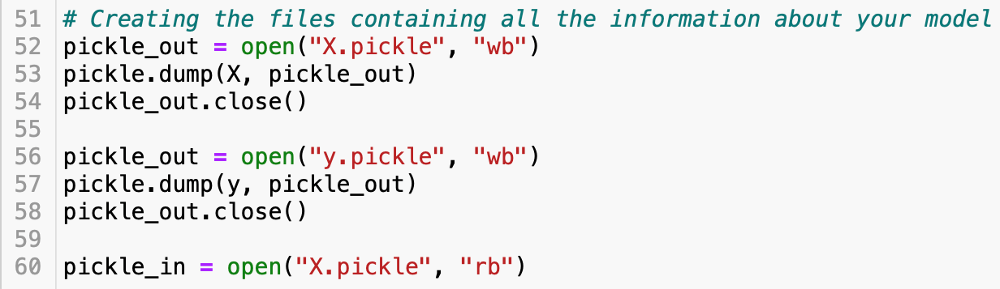 51 # Creating the files containing all the information about your model
52 pickle_out = open("X.pickle", "wb")
53 pickle.dump(X, pickle_out)
54 pickle_out.close()
55
56 pickle_out = open("y.pickle", "wb")
57 pickle.dump(y, pickle_out)
58 pickle_out.close()
59
60 pickle_in = open("X.pickle", "rb")